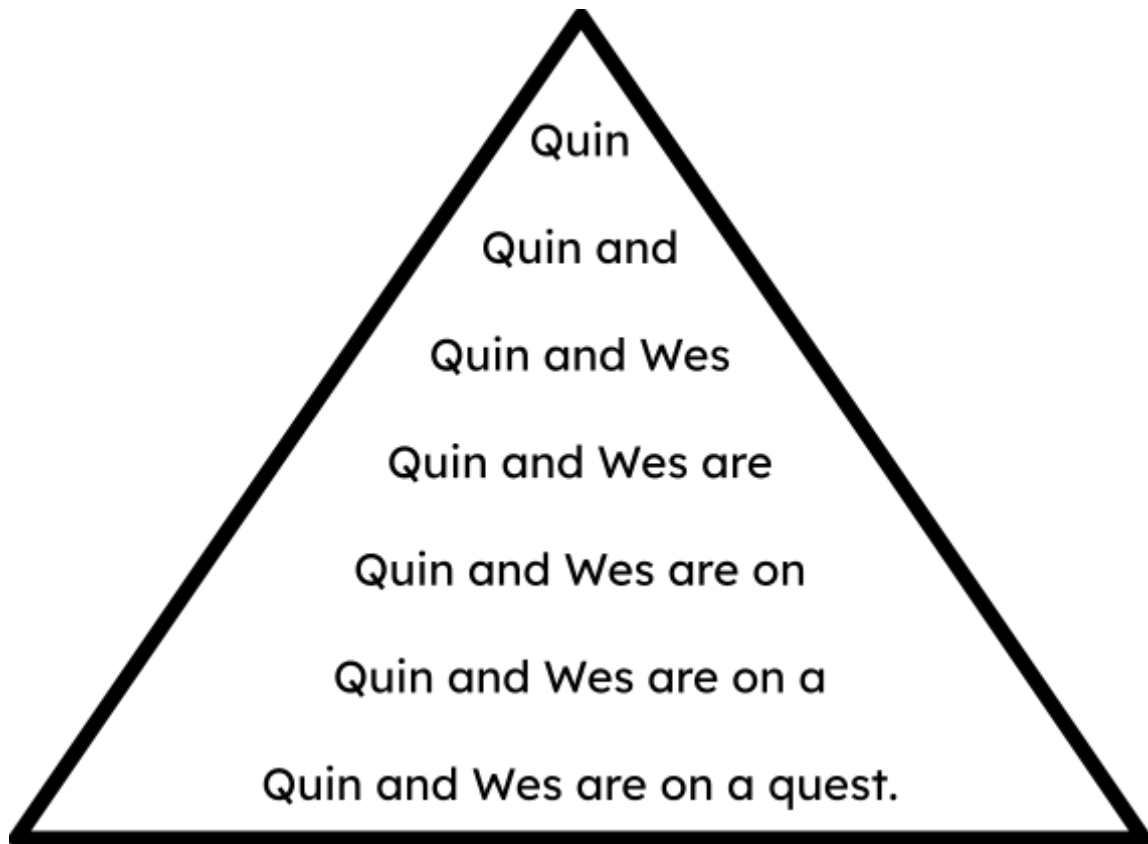 Quin
Quin and
Quin and Wes
Quin and Wes are
Quin and Wes are on
Quin and Wes are on a
Quin and Wes are on a quest.